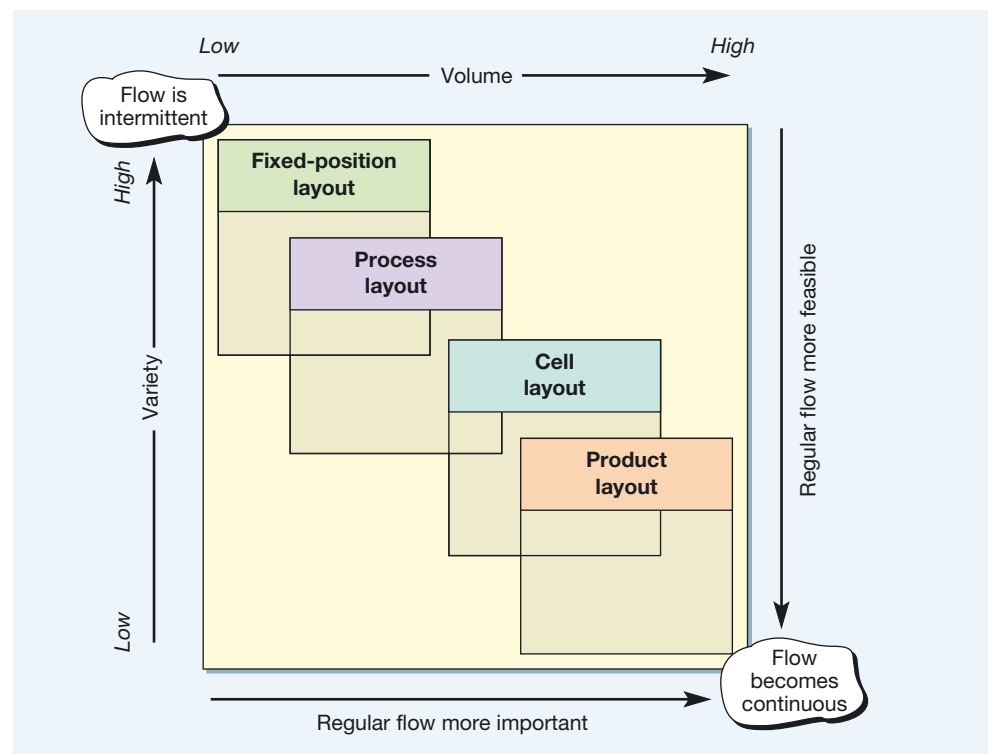 Low
High
Volume
Flow is
intermittent
High
Fixed-position
layout
Process
layout
Variety
Cell
layout
Regular flow more feasible
Product
layout
Low
Flow
becomes
continuous
Regular flow more important